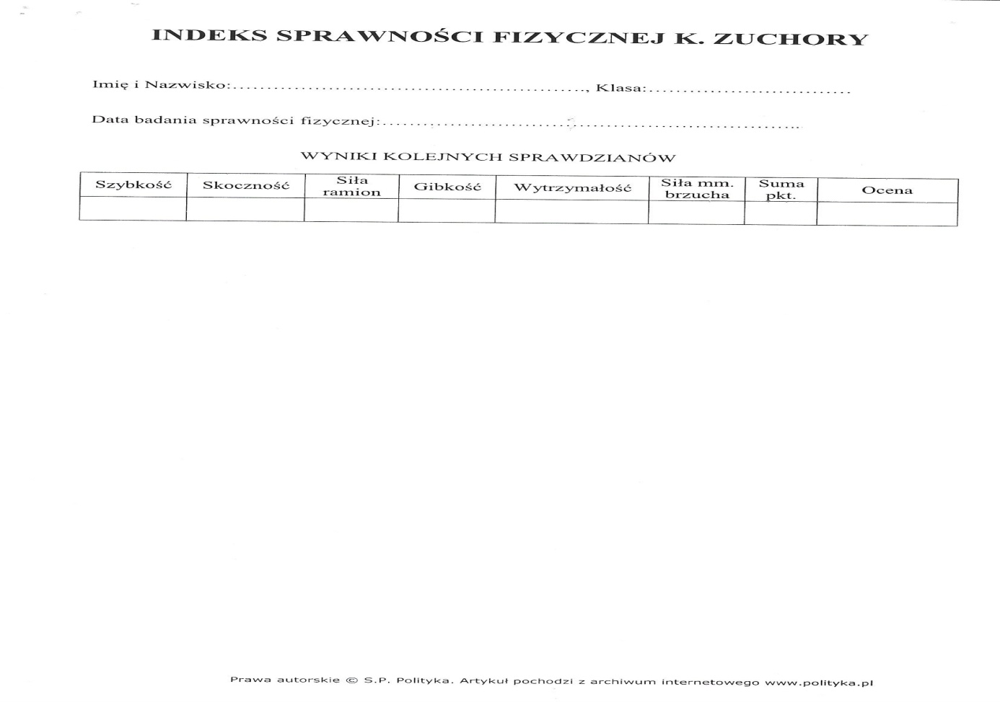 INDEKS SPRAWNOŚCI FIZYCZNEJ K. ZUCHORY
Imię i Nazwisko:..................................................., Klasa:..............................
Data badania sprawności fizycznej:.............................................................
WYNIKI KOLEJNYCH SPRAWDZIANÓW
Szybkość Skoczność Siła ramion Gibkość Wytrzymałość Siła mm. brzucha Suma pkt. Ocena
Prawa autorskie © S.P. Polityka. Artykuł pochodzi z archiwum internetowego www.polityka.pl